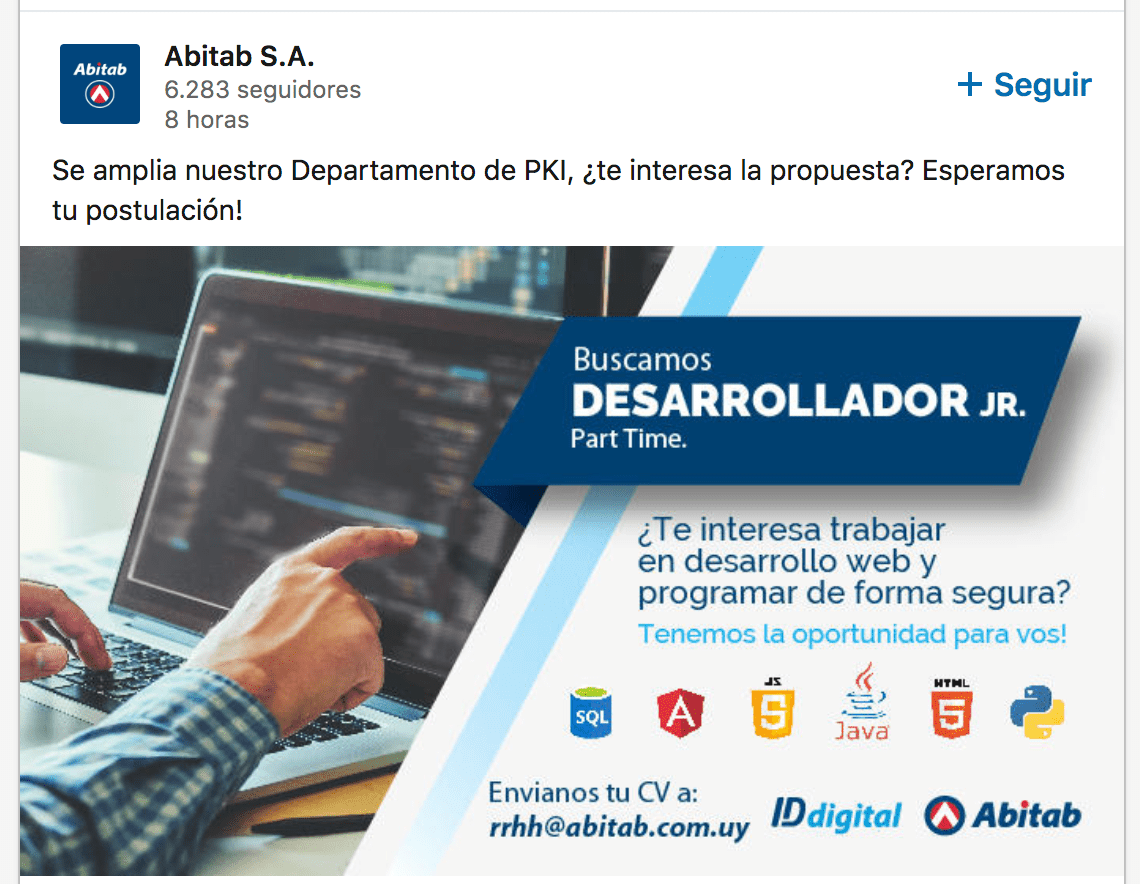 Abitab
Abitab S.A.
6.283 seguidores
8 horas
+ Seguir
Se amplia nuestro Departamento de PKI, ¿te interesa la propuesta? Esperamos
tu postulación!
Buscamos
DESARROLLADOR JR.
Part Time.
¿Te interesa trabajar
en desarrollo web y
programar de forma segura?
Tenemos la oportunidad para vos!
SQL
A
JS
5
Java
HTML
5
Envianos tu CV a:
rrhh@abitab.com.uy
IDdigital
Abitab